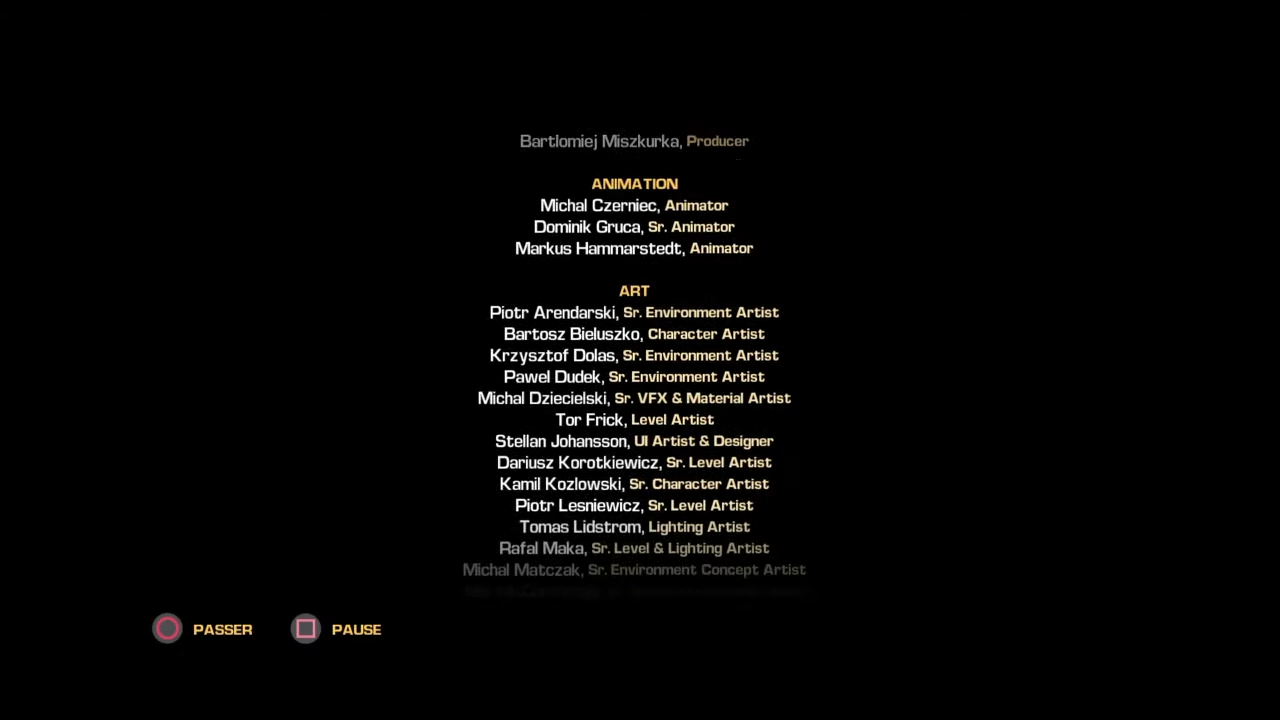 Bartlomiej Miszkurka, Producer
ANIMATION
Michal Czerniec, Animator
Dominik Gruca, Sr. Animator
Markus Hammarstedt, Animator
ART
Piotr Arendarski, Sr. Environment Artist
Bartosz Bieluszko, Character Artist
Krzysztof Dolas, Sr. Environment Artist
Pawel Dudek, Sr. Environment Artist
Michal Dziecielski, Sr. VFX & Material Artist
Tor Frick, Level Artist
Stellan Johansson, UI Artist & Designer
Dariusz Korotkiewicz, Sr. Level Artist
Kamil Kozlowski, Sr. Character Artist
Piotr Lesniewicz, Sr. Level Artist
Tomas Lidstrom, Lighting Artist
Rafal Maka, Sr. Level & Lighting Artist
Michal Matczak, Sr. Environment Concept Artist
PASSER
PAUSE